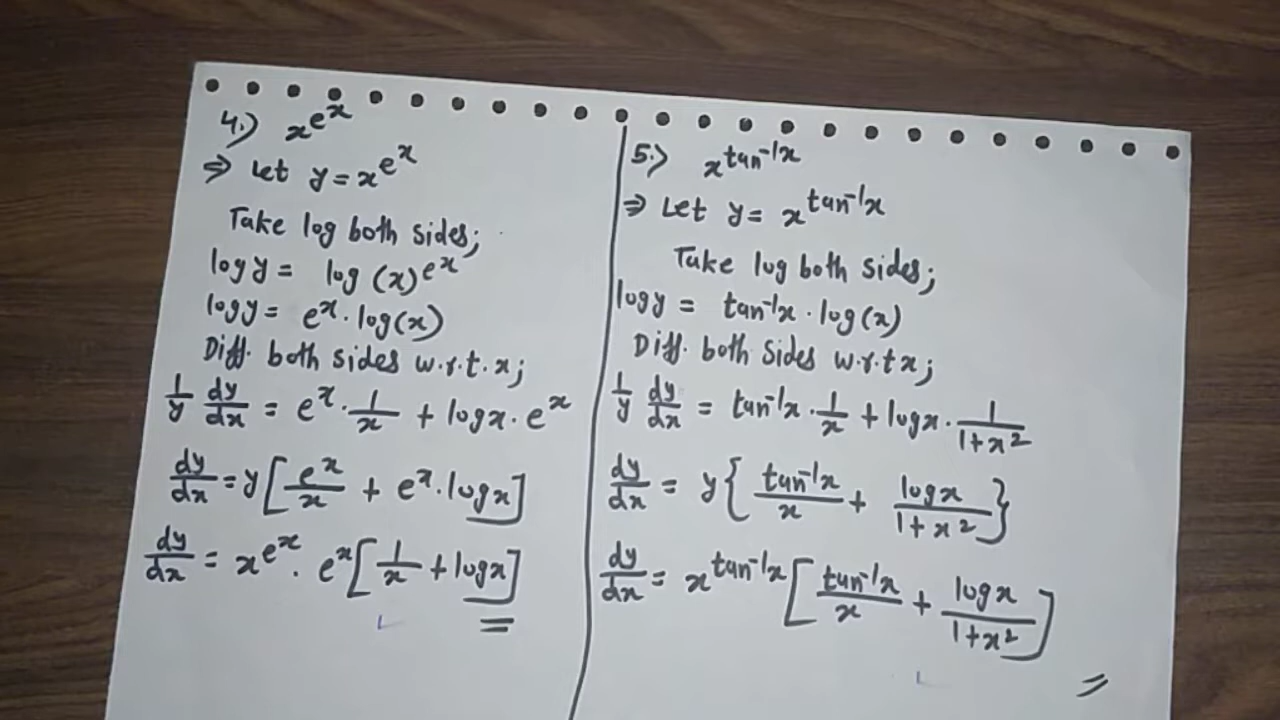 4.) x^e^x
⇒ Let y = x^e^x
Take log both sides;
log y = log (x)^e^x
log y = e^x · log(x)
Diff. both sides w.r.t. x;
1/y dy/dx = e^x · 1/x + log x · e^x
dy/dx = y [ e^x/x + e^x · log x ]
dy/dx = x^e^x · e^x [ 1/x + log x ]
5.) x^tan⁻¹x
⇒ Let y = x^tan⁻¹x
Take log both sides;
log y = tan⁻¹x · log(x)
Diff. both sides w.r.t x;
1/y dy/dx = tan⁻¹x · 1/x + log x · 1/1+x²
dy/dx = y { tan⁻¹x/x + log x/1+x² }
dy/dx = x^tan⁻¹x [ tan⁻¹x/x + log x/1+x² ]